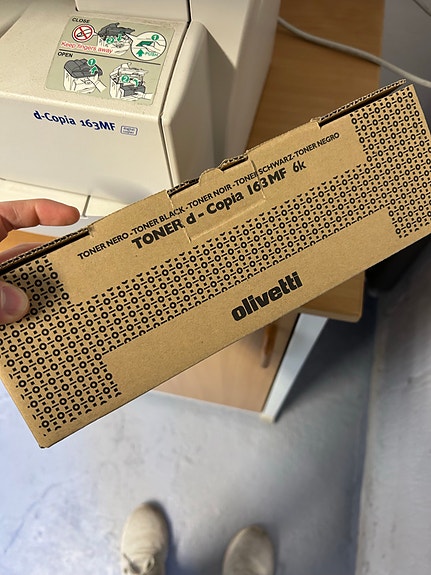 CLOSE
Keep fingers away
OPEN
d-Copia 163MF
TONER NERO -TONER BLACK -TONER NOIR -TONER SCHWARZ-TONER NEGRO
TONER d - Copia 163MF 6k
olivetti